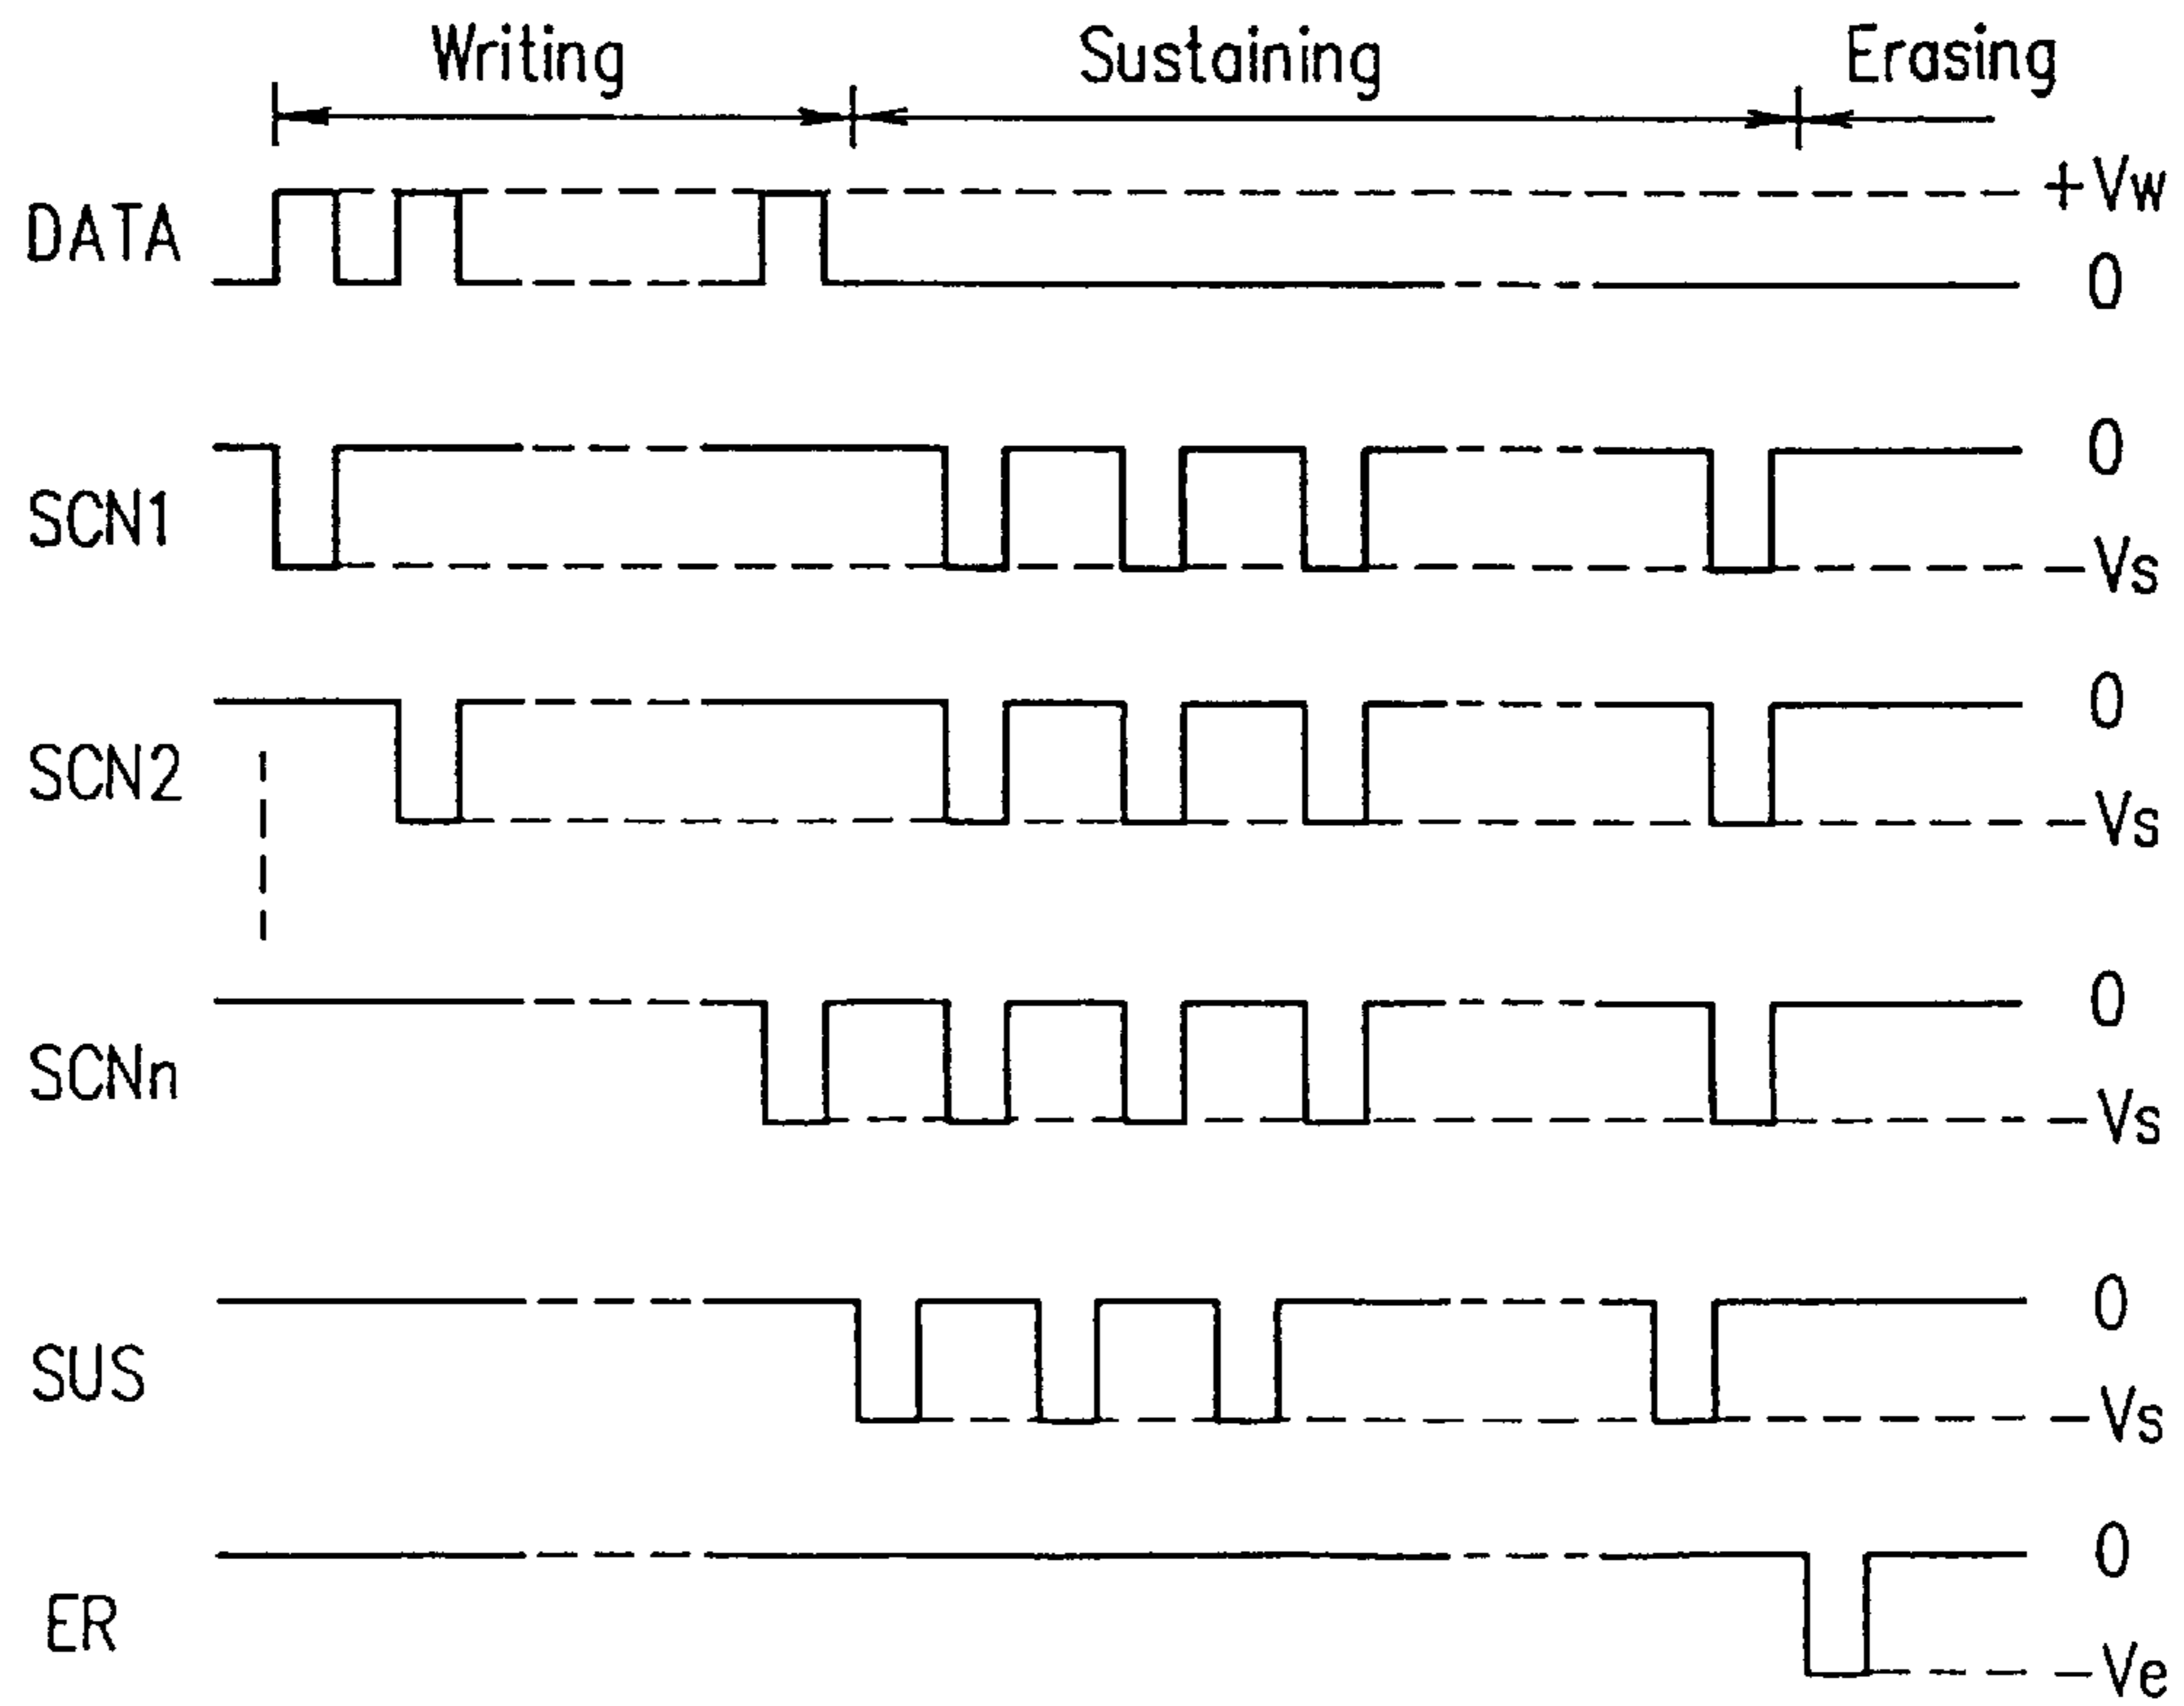 Writing Sustaining Erasing
+Vw
DATA
0
0
SCN1
-Vs
0
SCN2
-Vs
0
SCNn
-Vs
0
SUS
-Vs
0
ER
-Ve